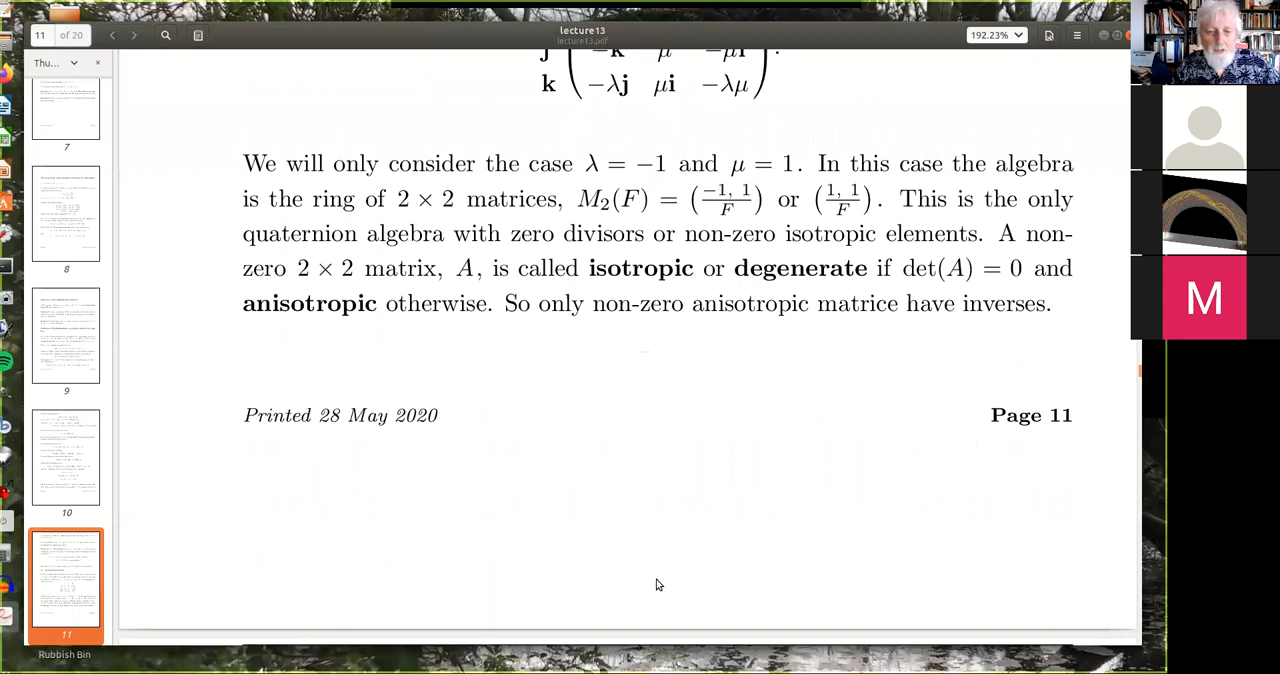 11 of 20
lecture13
lecture13.pdf
192.23%
Thu...
j −k μ −μi
k −λj μi −λμ
We will only consider the case λ = −1 and μ = 1. In this case the algebra
is the ring of 2 × 2 matrices, M₂(F) = (−1, 1 / F) or (1, 1 / F). This is the only
quaternion algebra with zero divisors or non-zero isotropic elements. A non-
zero 2 × 2 matrix, A, is called isotropic or degenerate if det(A) = 0 and
anisotropic otherwise. So only non-zero anisotropic matrice have inverses.
Printed 28 May 2020 Page 11
7
8
9
10
11
Rubbish Bin
M